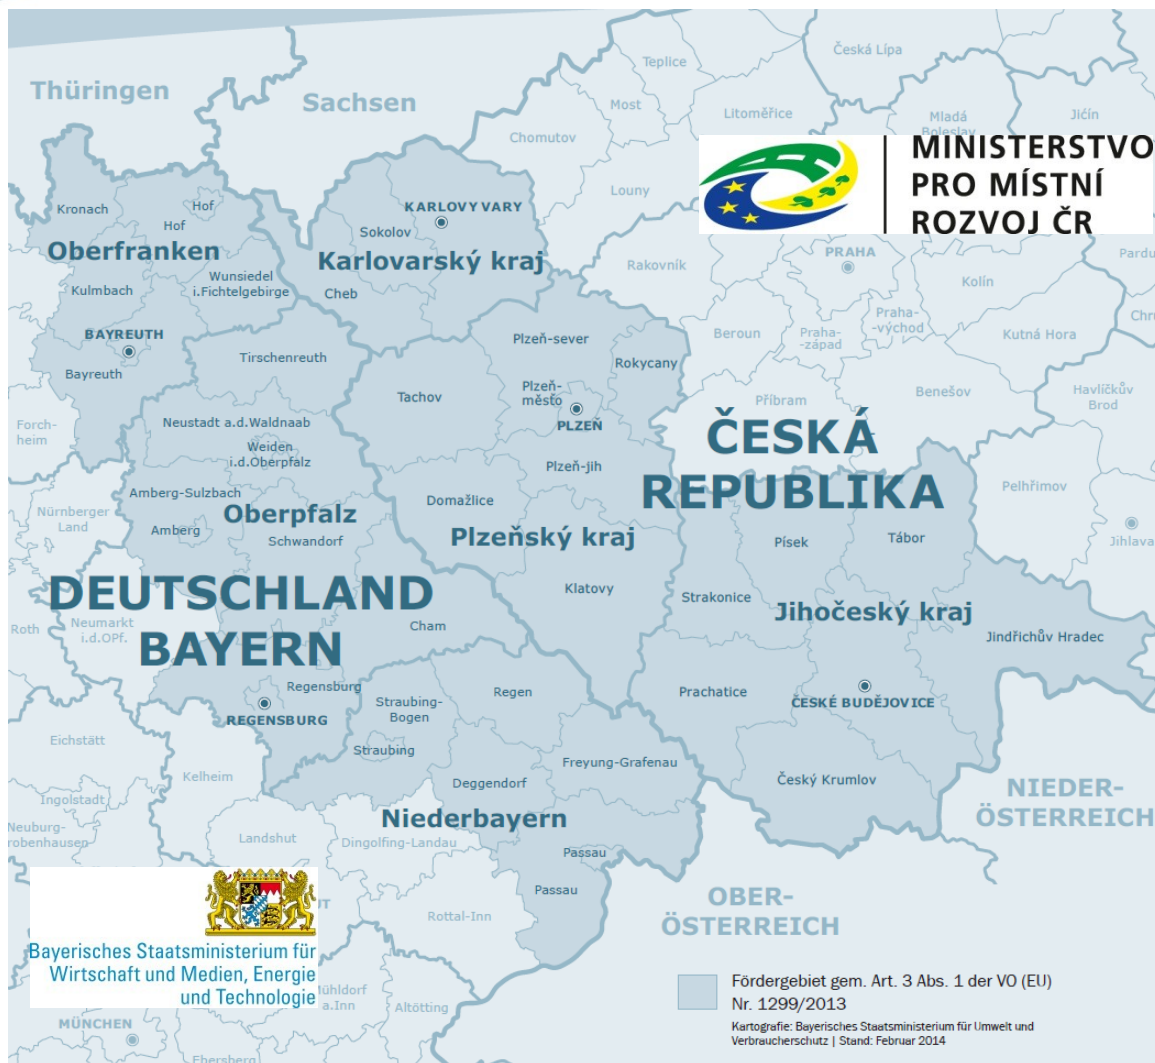 Thüringen
Sachsen
Teplice
Česká Lípa
Most
Litoměřice
Chomutov
Mladá
Boleslav
Jičín
Louny
MINISTERSTVO
PRO MÍSTNÍ
ROZVOJ ČR
Kronach
Hof
Hof
Oberfranken
KARLOVY VARY
Sokolov
Karlovarský kraj
Cheb
Wunsiedel
i.Fichtelgebirge
Kulmbach
BAYREUTH
Bayreuth
Rakovník
PRAHA
Kolín
Beroun
Praha-
-západ
Praha-
-východ
Kutná Hora
Tirschenreuth
Plzeň-sever
Rokycany
Tachov
Plzeň-
město
PLZEŇ
Plzeň-jih
Příbram
Benešov
Havlíčkův
Brod
Forch-
heim
Neustadt a.d.Waldnaab
Weiden
i.d.Oberpfalz
ČESKÁ
REPUBLIKA
Amberg-Sulzbach
Amberg
Oberpfalz
Schwandorf
Domažlice
Plzeňský kraj
Klatovy
Nürnberger
Land
Pelhřimov
Jihlava
Písek
Tábor
Strakonice
Jihočeský kraj
Jindřichův Hradec
DEUTSCHLAND
BAYERN
Roth
Neumarkt
i.d.OPf.
Cham
Regensburg
REGENSBURG
Straubing-
Bogen
Regen
Prachatice
ČESKÉ BUDĚJOVICE
Eichstätt
Straubing
Deggendorf
Freyung-Grafenau
Český Krumlov
Kelheim
Ingolstadt
Niederbayern
NIEDER-
ÖSTERREICH
Landshut
Dingolfing-Landau
Passau
Passau
Rottal-Inn
OBER-
ÖSTERREICH
Bayerisches Staatsministerium für
Wirtschaft und Medien, Energie
und Technologie
a.Inn
Altötting
MÜNCHEN
Ebersberg
Fördergebiet gem. Art. 3 Abs. 1 der VO (EU)
Nr. 1299/2013
Kartografie: Bayerisches Staatsministerium für Umwelt und
Verbraucherschutz | Stand: Februar 2014